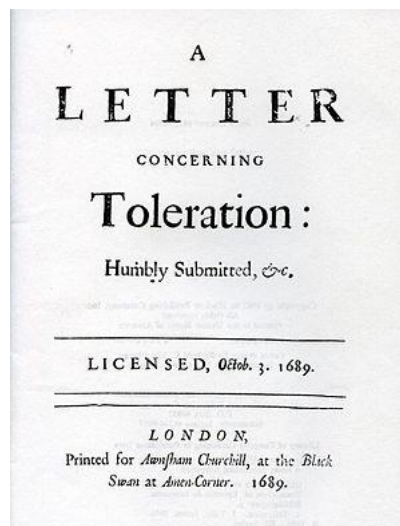 A
LETTER
CONCERNING
Toleration:
Humbly Submitted, &c.
LICENSED, Octob. 3. 1689.
LONDON,
Printed for Awnsham Churchill, at the Black
Swan at Amen-Corner. 1689.